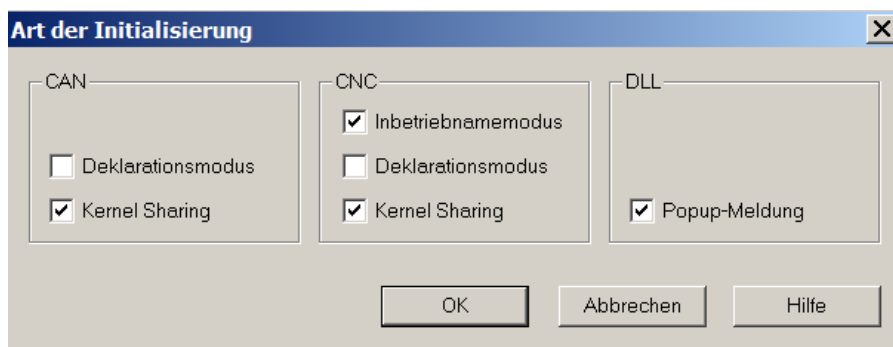 Art der Initialisierung
CAN CNC DLL
Inbetriebnamemodus
Deklarationsmodus Deklarationsmodus
Kernel Sharing Kernel Sharing Popup-Meldung
OK Abbrechen Hilfe